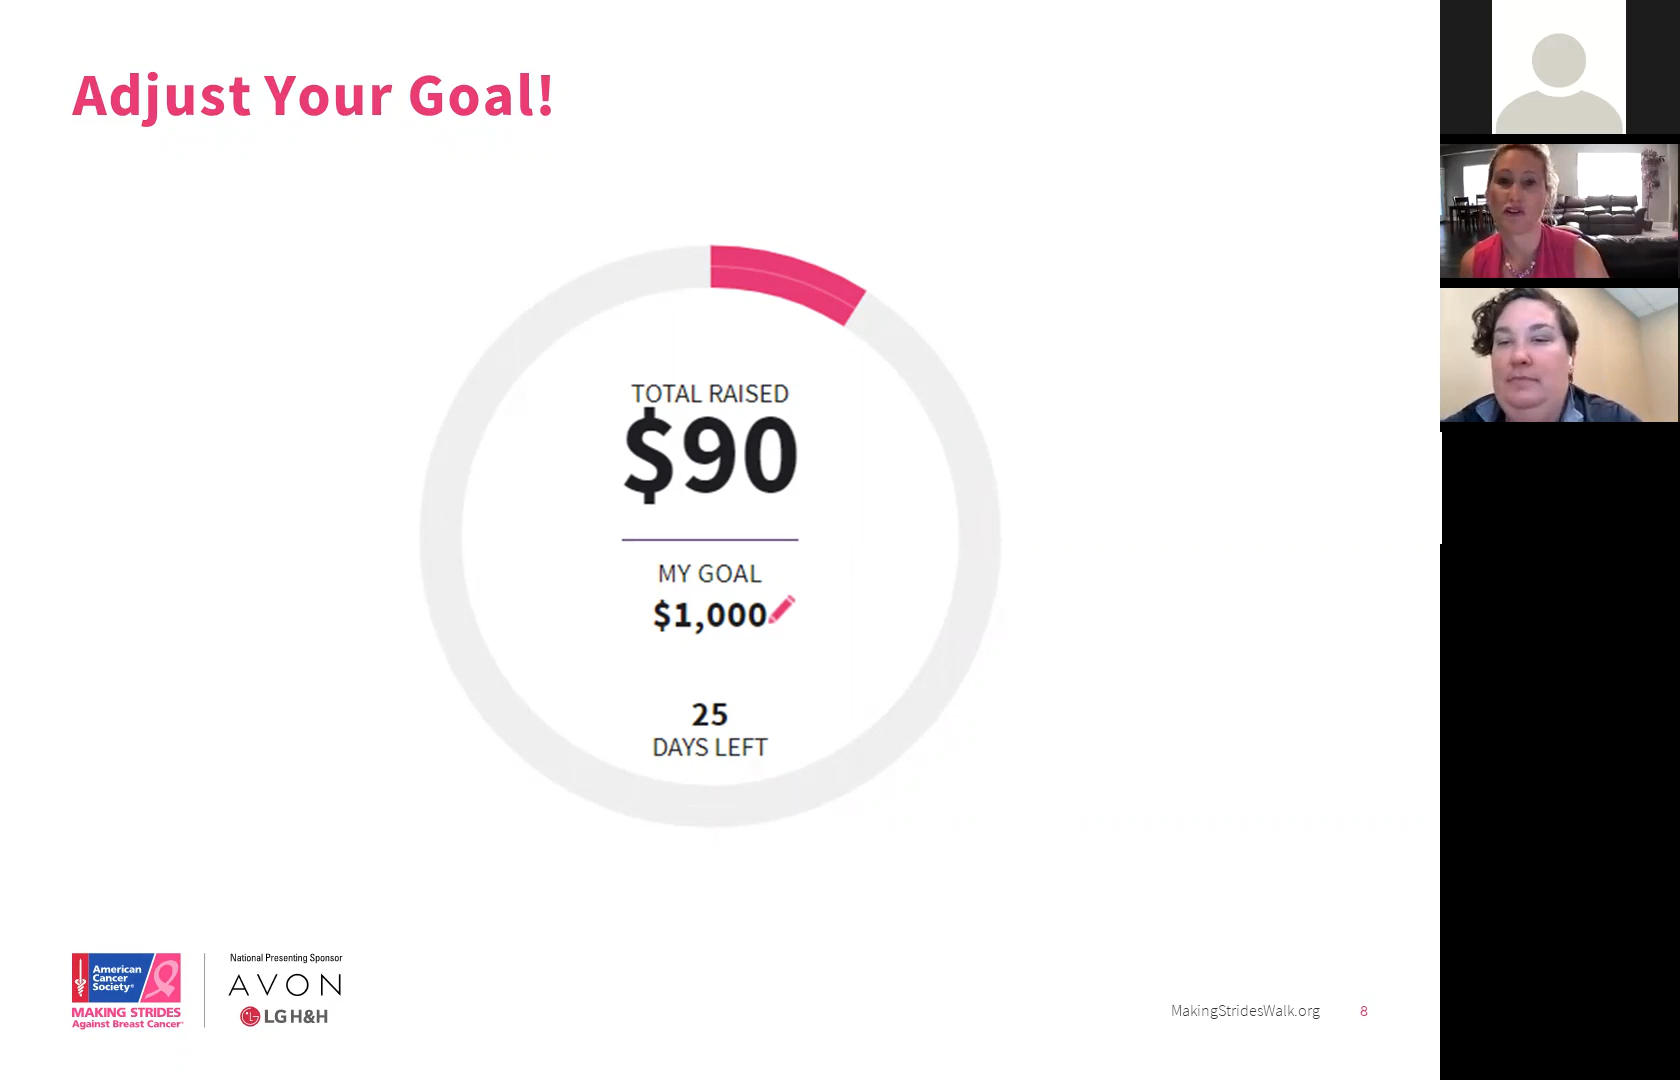 Adjust Your Goal!
TOTAL RAISED
$90
MY GOAL
$1,000
25
DAYS LEFT
American
Cancer
Society®
MAKING STRIDES
Against Breast Cancer®
National Presenting Sponsor
AVON
LG H&H
MakingStridesWalk.org
8